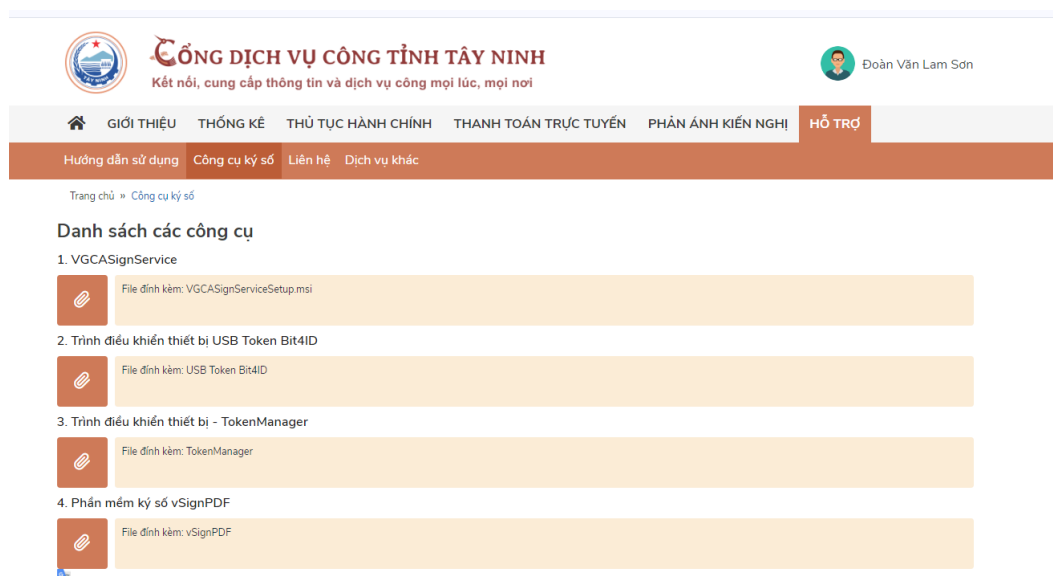 CỔNG DỊCH VỤ CÔNG TỈNH TÂY NINH
Kết nối, cung cấp thông tin và dịch vụ công mọi lúc, mọi nơi
Đoàn Văn Lam Sơn
GIỚI THIỆU THỐNG KÊ THỦ TỤC HÀNH CHÍNH THANH TOÁN TRỰC TUYẾN PHẢN ÁNH KIẾN NGHỊ HỖ TRỢ
Hướng dẫn sử dụng Công cụ ký số Liên hệ Dịch vụ khác
Trang chủ » Công cụ ký số
Danh sách các công cụ
1. VGCASignService
File đính kèm: VGCASignServiceSetup.msi
2. Trình điều khiển thiết bị USB Token Bit4ID
File đính kèm: USB Token Bit4ID
3. Trình điều khiển thiết bị - TokenManager
File đính kèm: TokenManager
4. Phần mềm ký số vSignPDF
File đính kèm: vSignPDF